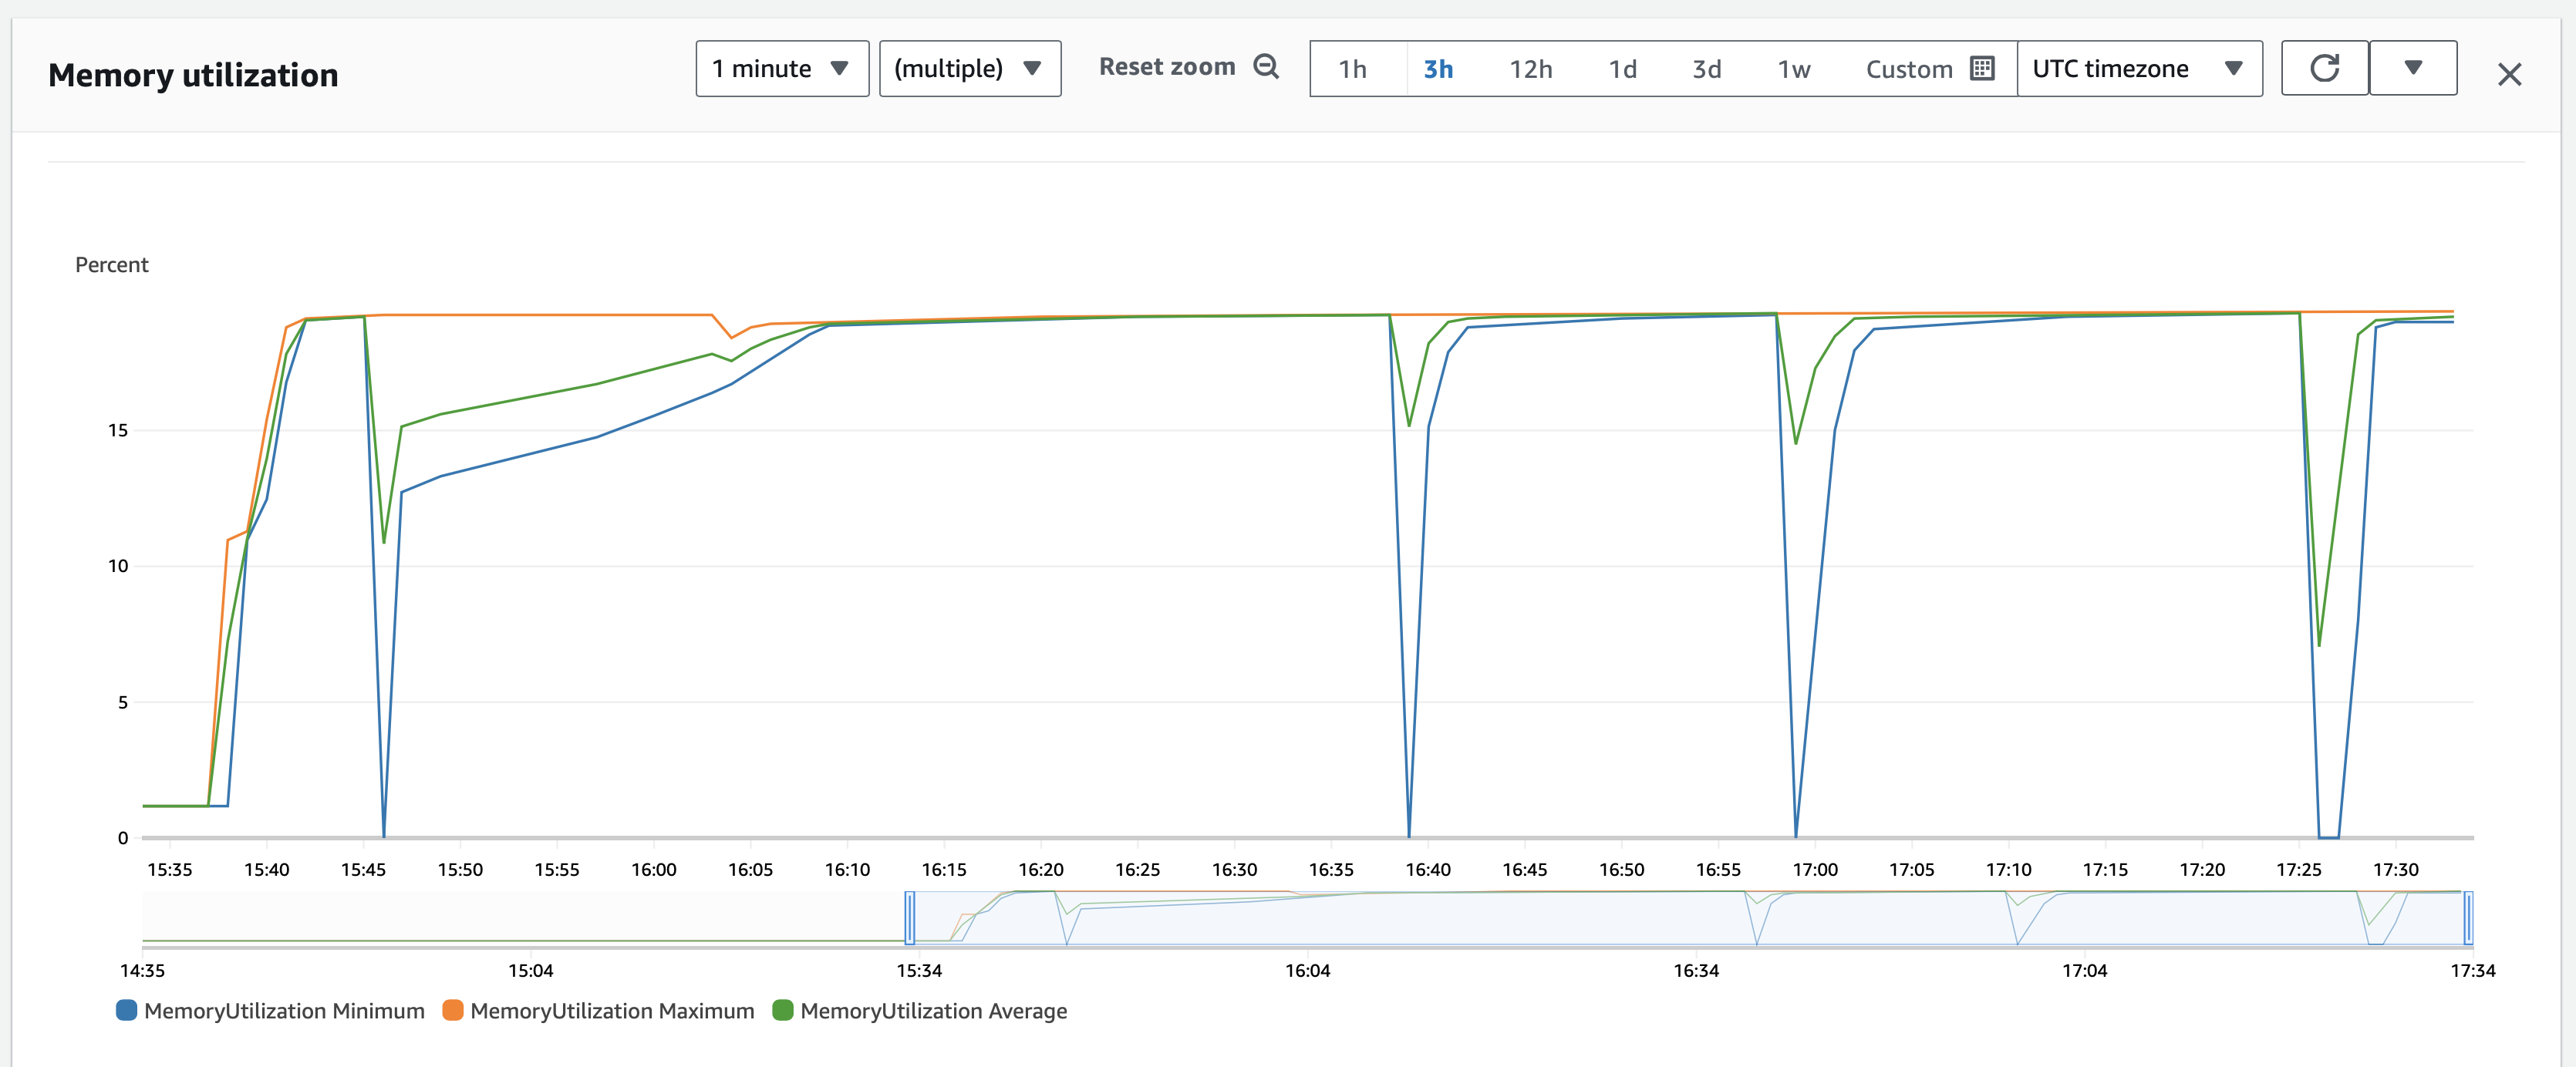 Memory utilization
1 minute (multiple) Reset zoom 1h 3h 12h 1d 3d 1w Custom UTC timezone
Percent
15
10
5
0
15:35 15:40 15:45 15:50 15:55 16:00 16:05 16:10 16:15 16:20 16:25 16:30 16:35 16:40 16:45 16:50 16:55 17:00 17:05 17:10 17:15 17:20 17:25 17:30
14:35 15:04 15:34 16:04 16:34 17:04 17:34
MemoryUtilization Minimum MemoryUtilization Maximum MemoryUtilization Average